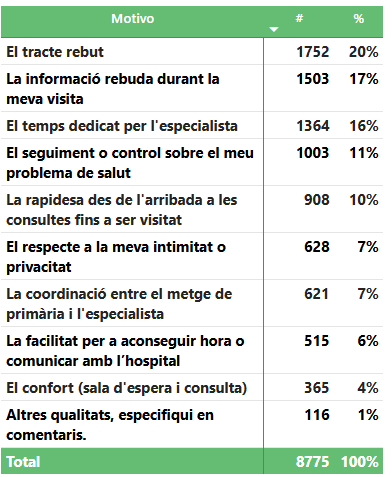 Motivo # %
El tracte rebut 1752 20%
La informació rebuda durant la 1503 17%
meva visita
El temps dedicat per l'especialista 1364 16%
El seguiment o control sobre el meu 1003 11%
problema de salut
La rapidesa des de l'arribada a les 908 10%
consultes fins a ser visitat
El respecte a la meva intimitat o 628 7%
privacitat
La coordinació entre el metge de 621 7%
primària i l'especialista
La facilitat per a aconseguir hora o 515 6%
comunicar amb l’hospital
El confort (sala d'espera i consulta) 365 4%
Altres qualitats, especifiqui en 116 1%
comentaris.
Total 8775 100%